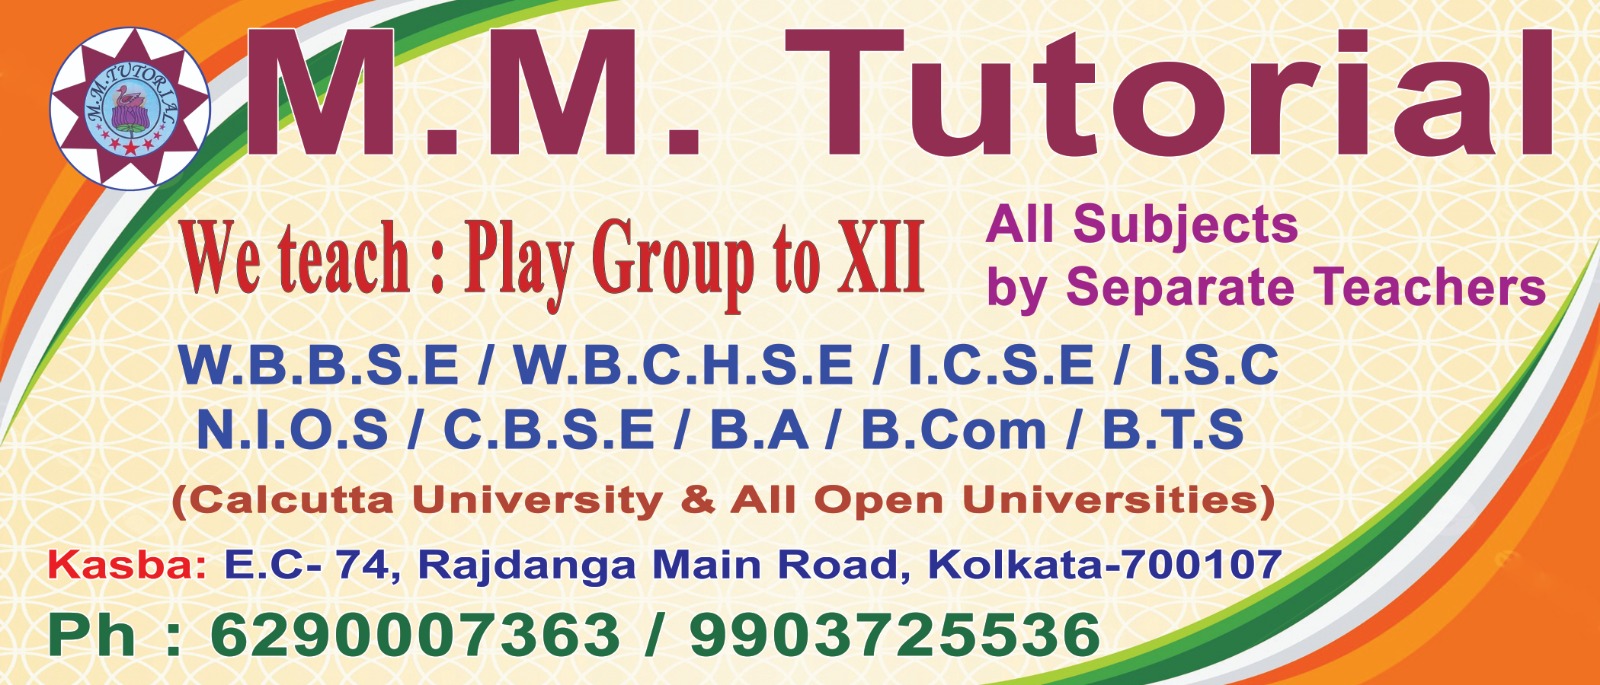 M.M.TUTORIAL
M.M. Tutorial
We teach : Play Group to XII
All Subjects
by Separate Teachers
W.B.B.S.E / W.B.C.H.S.E / I.C.S.E / I.S.C
N.I.O.S / C.B.S.E / B.A / B.Com / B.T.S
(Calcutta University & All Open Universities)
Kasba: E.C- 74, Rajdanga Main Road, Kolkata-700107
Ph : 6290007363 / 9903725536